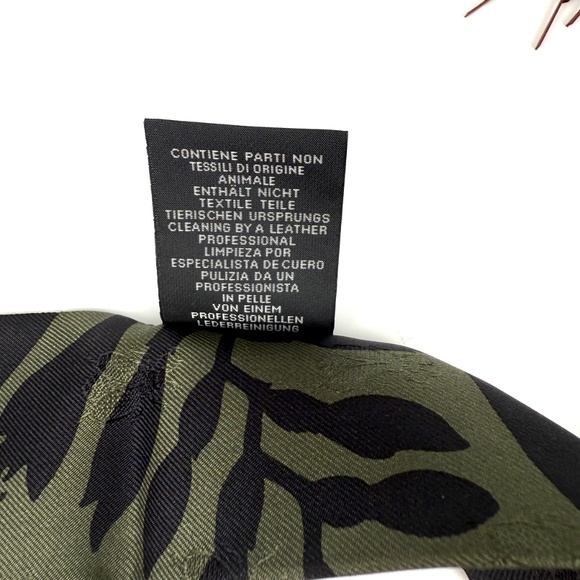 CONTIENE PARTI NON
TESSILI DI ORIGINE
ANIMALE
ENTHÄLT NICHT
TEXTILE TEILE
TIERISCHEN URSPRUNGS
CLEANING BY A LEATHER
PROFESSIONAL
LIMPIEZA POR
ESPECIALISTA DE CUERO
PULIZIA DA UN
PROFESSIONISTA
IN PELLE
VON EINEM
PROFESSIONELLEN
LEDERREINIGUNG